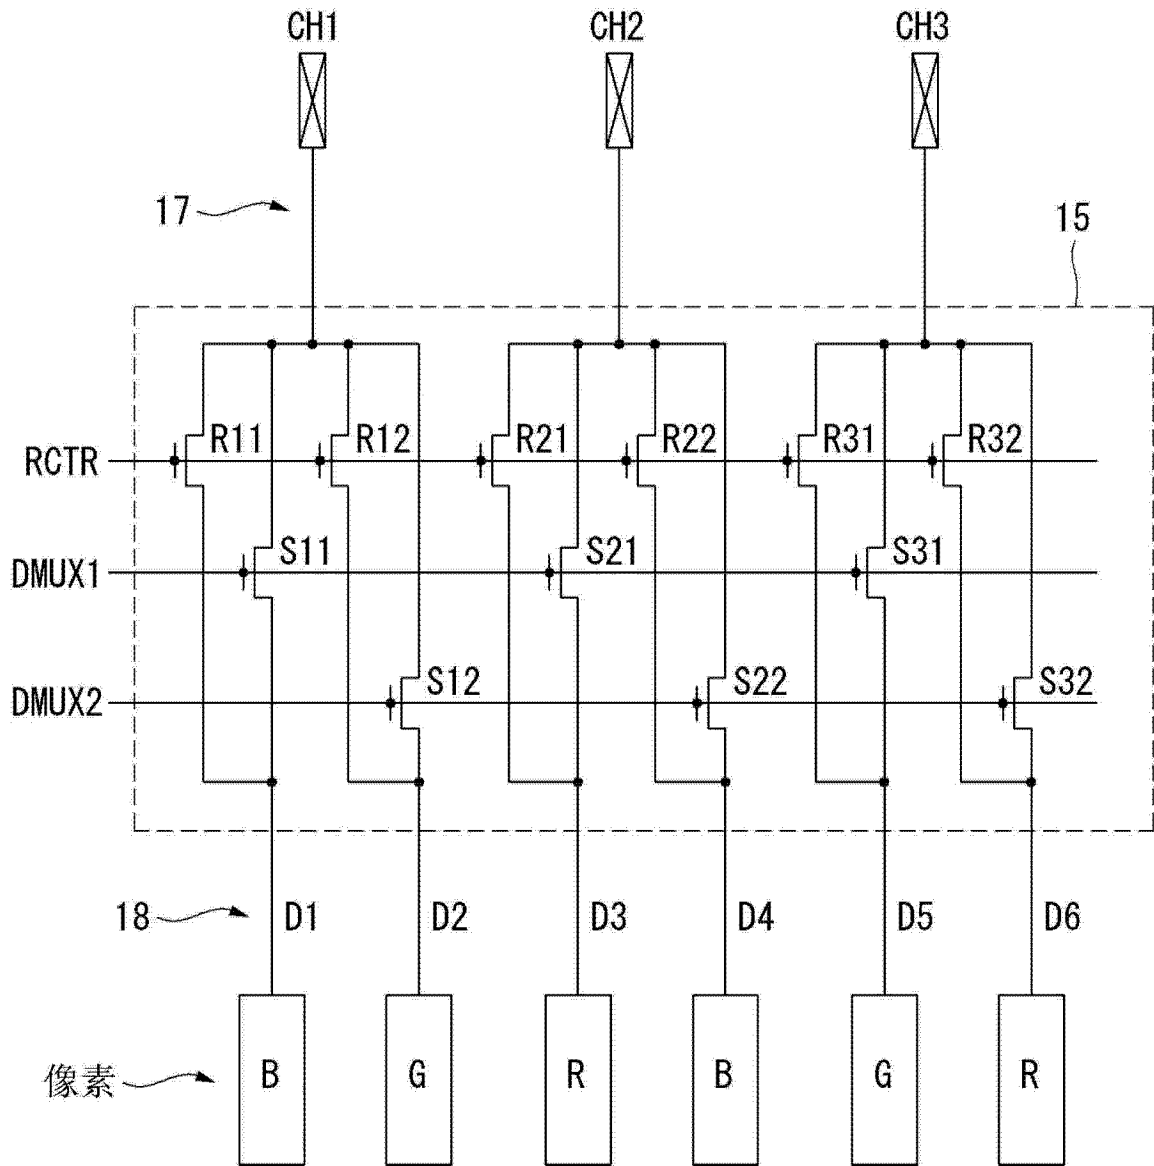 CH1 CH2 CH3
17
15
R11 R12 R21 R22 R31 R32
RCTR
S11 S21 S31
DMUX1
S12 S22 S32
DMUX2
18 D1 D2 D3 D4 D5 D6
像素 B G R B G R